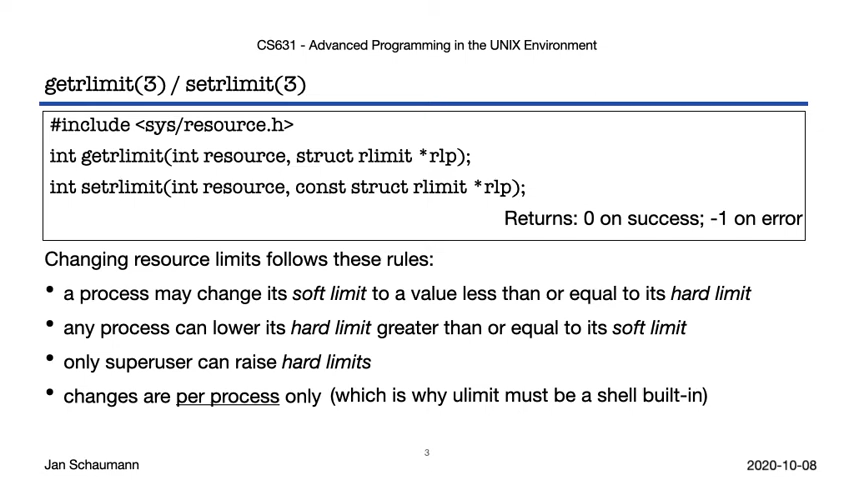 CS631 - Advanced Programming in the UNIX Environment
getrlimit(3) / setrlimit(3)
#include <sys/resource.h>
int getrlimit(int resource, struct rlimit *rlp);
int setrlimit(int resource, const struct rlimit *rlp);
Returns: 0 on success; -1 on error
Changing resource limits follows these rules:
• a process may change its soft limit to a value less than or equal to its hard limit
• any process can lower its hard limit greater than or equal to its soft limit
• only superuser can raise hard limits
• changes are per process only (which is why ulimit must be a shell built-in)
Jan Schaumann
3
2020-10-08